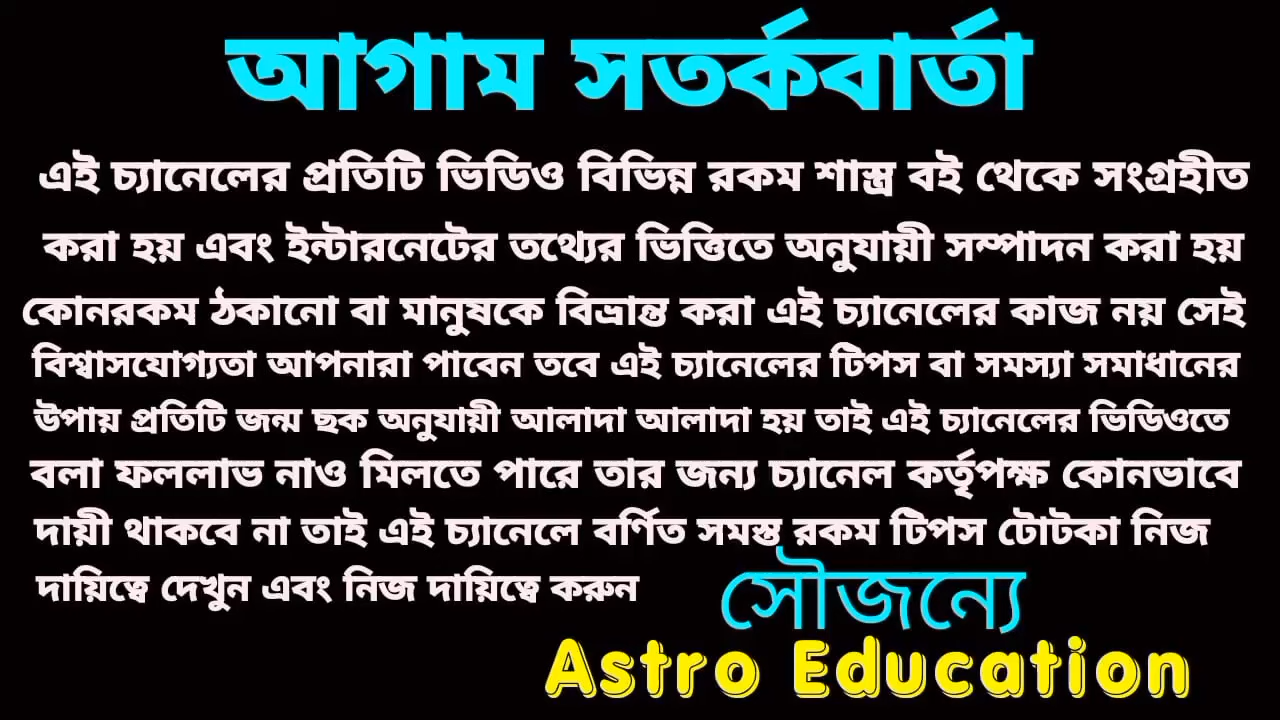 আগাম সতর্কবার্তা
এই চ্যানেলের প্রতিটি ভিডিও বিভিন্ন রকম শাস্ত্র বই থেকে সংগ্রহীত
করা হয় এবং ইন্টারনেটের তথ্যের ভিত্তিতে অনুযায়ী সম্পাদন করা হয়
কোনরকম ঠকানো বা মানুষকে বিভ্রান্ত করা এই চ্যানেলের কাজ নয় সেই
বিশ্বাসযোগ্যতা আপনারা পাবেন তবে এই চ্যানেলের টিপস বা সমস্যা সমাধানের
উপায় প্রতিটি জন্ম ছক অনুযায়ী আলাদা আলাদা হয় তাই এই চ্যানেলের ভিডিওতে
বলা ফললাভ নাও মিলতে পারে তার জন্য চ্যানেল কর্তৃপক্ষ কোনভাবে
দায়ী থাকবে না তাই এই চ্যানেলে বর্ণিত সমস্ত রকম টিপস টোটকা নিজ
দায়িত্বে দেখুন এবং নিজ দায়িত্বে করুন
সৌজন্যে
Astro Education